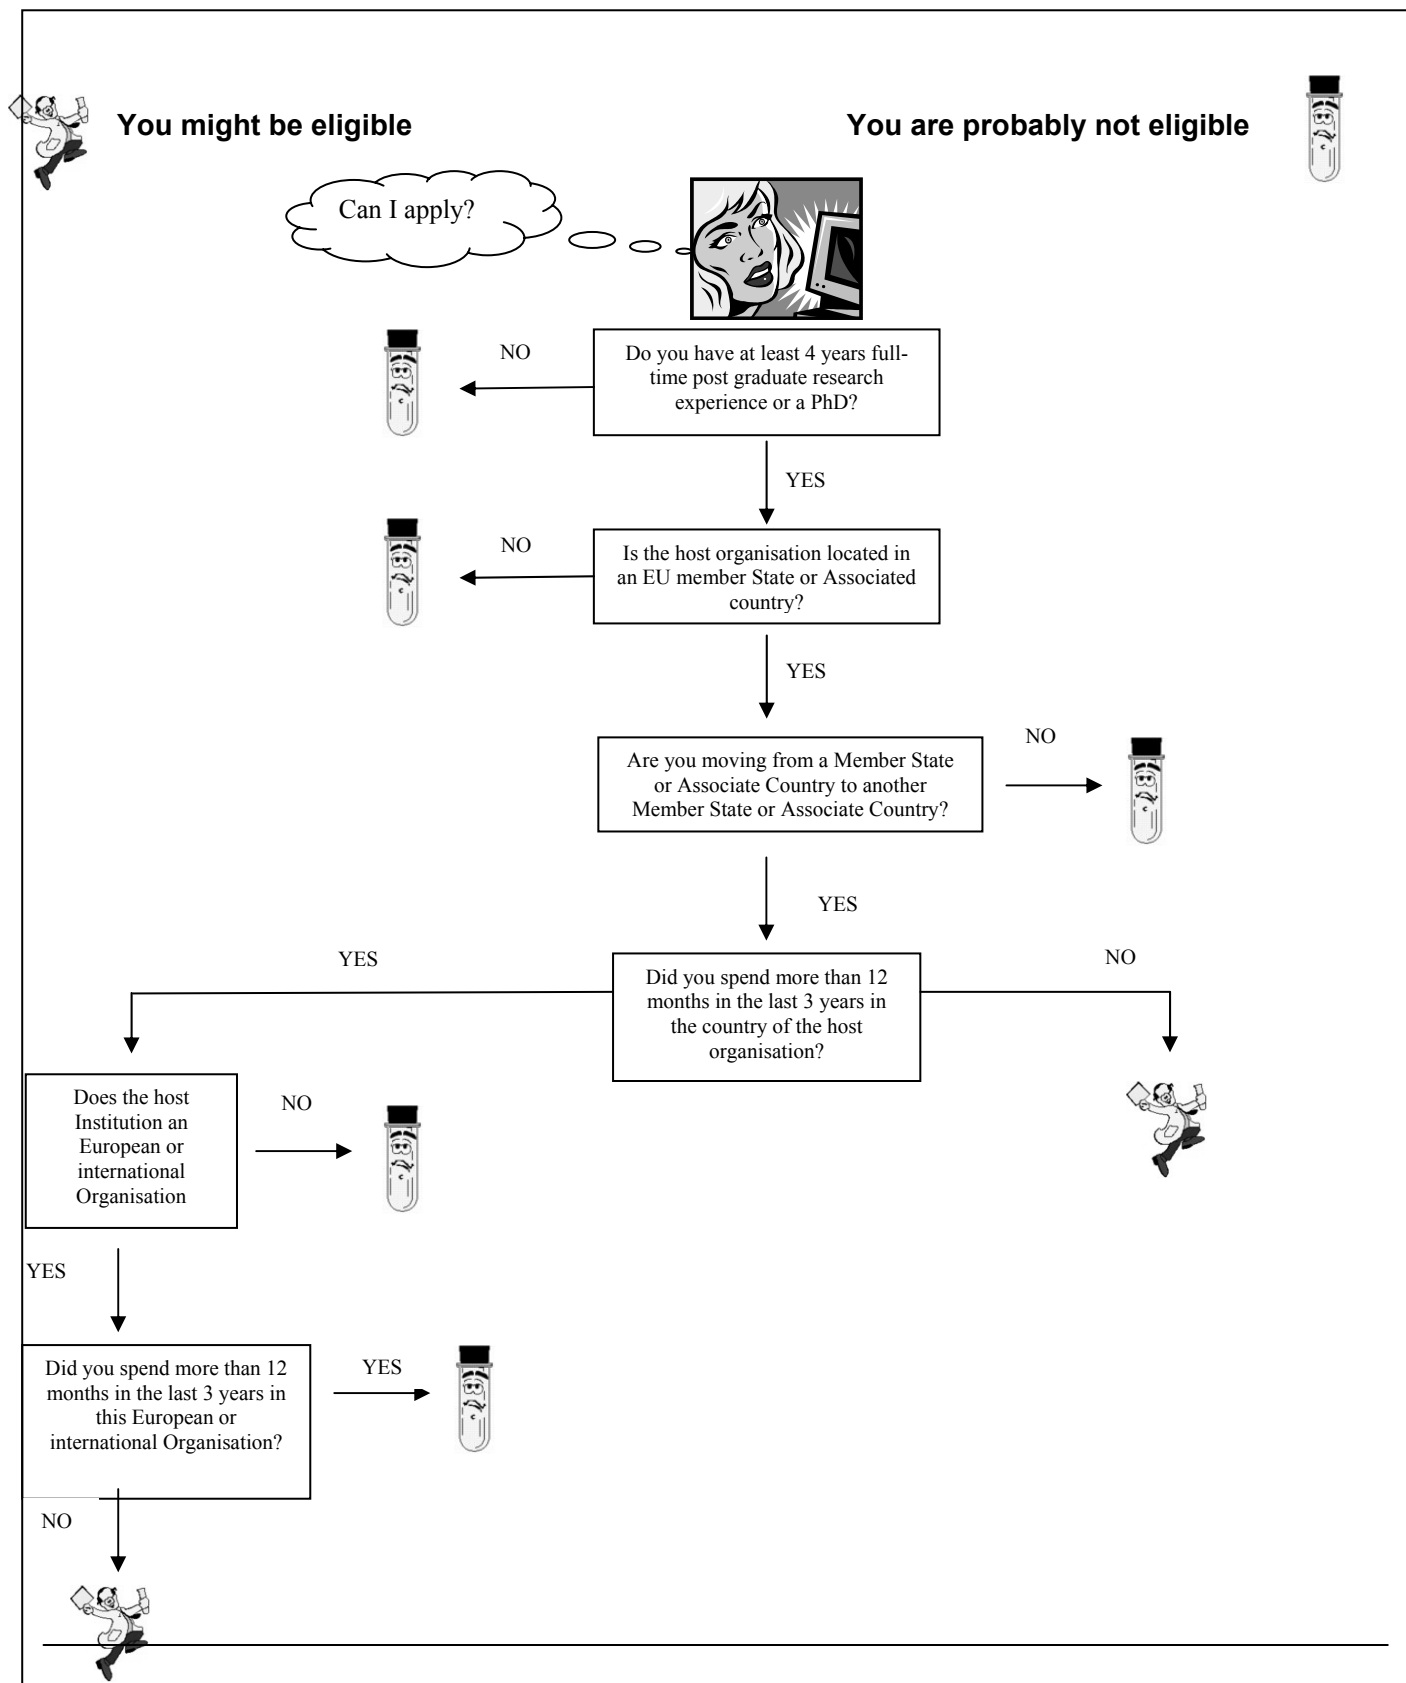 You might be eligible
You are probably not eligible
Can I apply?
NO
Do you have at least 4 years full-
time post graduate research
experience or a PhD?
YES
NO
Is the host organisation located in
an EU member State or Associated
country?
YES
Are you moving from a Member State
or Associate Country to another
Member State or Associate Country?
NO
YES
YES
Did you spend more than 12
months in the last 3 years in
the country of the host
organisation?
NO
Does the host
Institution an
European or
international
Organisation
NO
YES
Did you spend more than 12
months in the last 3 years in
this European or
international Organisation?
YES
NO